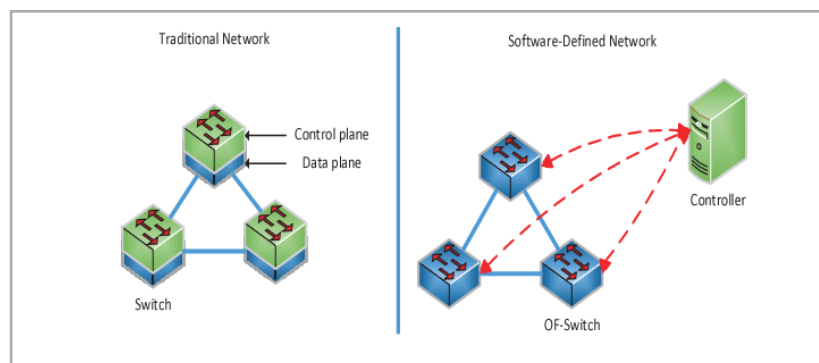 Traditional Network
Control plane
Data plane
Switch
Software-Defined Network
Controller
OF-Switch